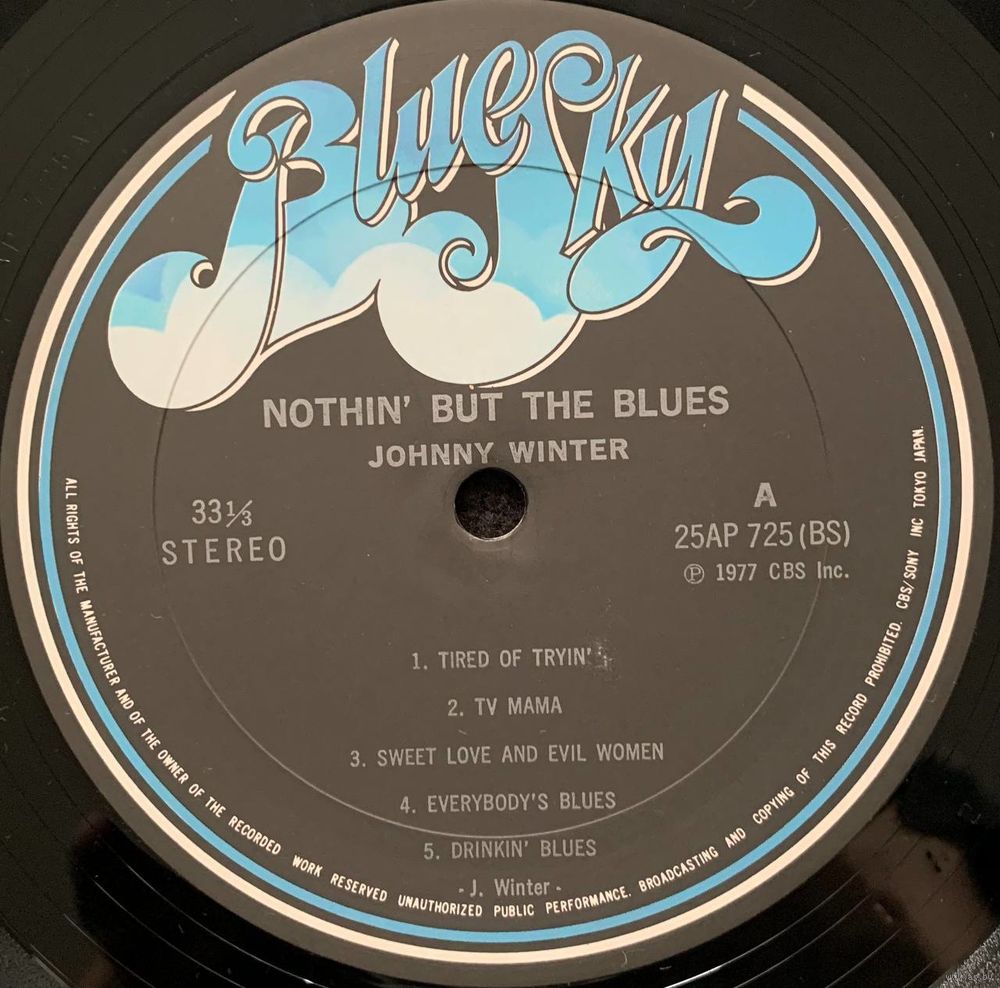 Blue Sky
NOTHIN' BUT THE BLUES
JOHNNY WINTER
33⅓
STEREO
A
25AP 725(BS)
Ⓟ 1977 CBS Inc.
1. TIRED OF TRYIN'
2. TV MAMA
3. SWEET LOVE AND EVIL WOMEN
4. EVERYBODY'S BLUES
5. DRINKIN' BLUES
- J. Winter -
ALL RIGHTS OF THE MANUFACTURER AND OF THE OWNER OF THE RECORDED WORK RESERVED UNAUTHORIZED PUBLIC PERFORMANCE. BROADCASTING AND COPYING OF THIS RECORD PROHIBITED. CBS/SONY INC TOKYO JAPAN.